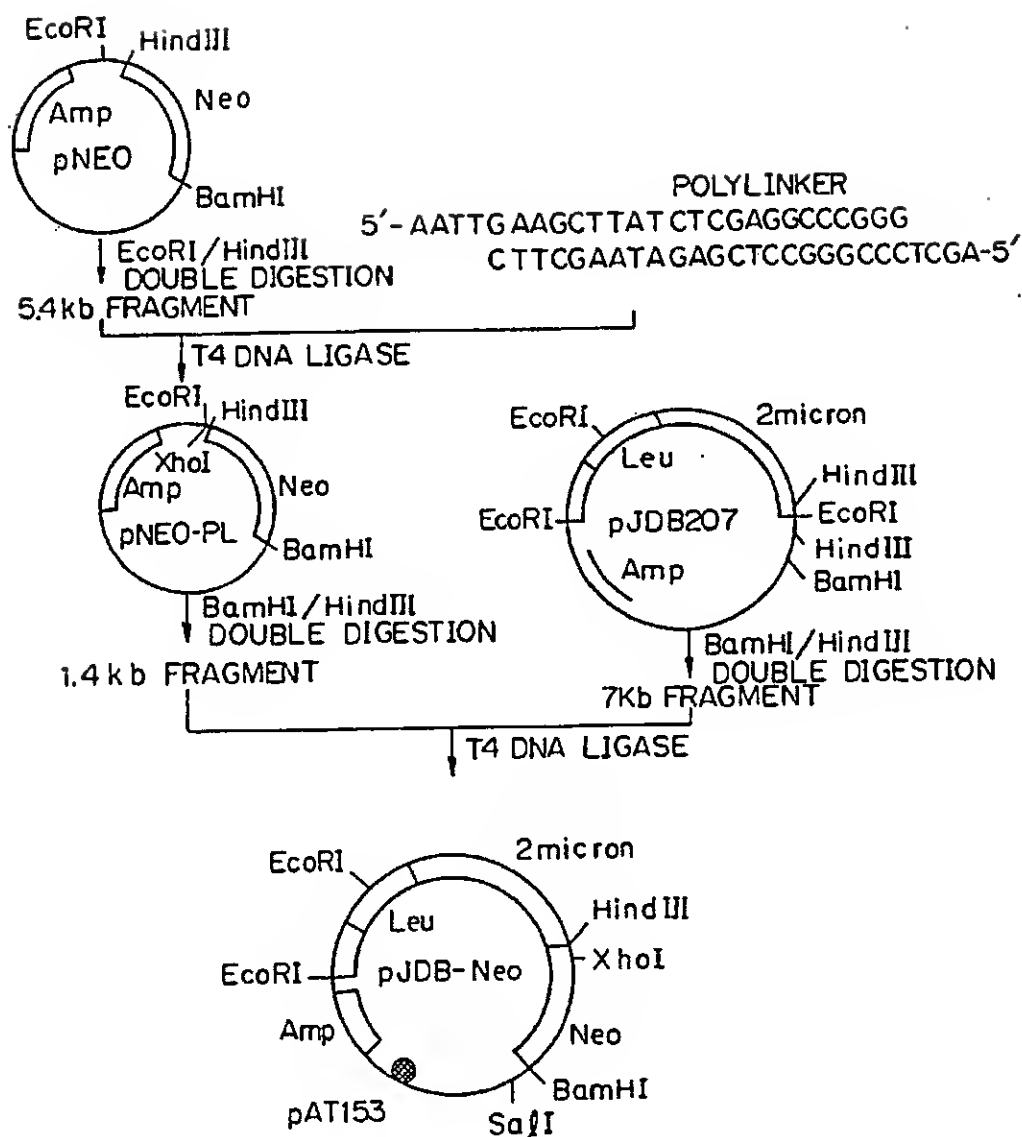 EcoRI
HindIII
Amp
Neo
pNEO
BamHI
POLYLINKER
5′-AATTGAAGCTTATCTCGAGGCCCGGG
CTTCGAATAGAGCTCCGGGCCCTCGA-5′
EcoRI/HindIII
DOUBLE DIGESTION
5.4kb FRAGMENT
T4 DNA LIGASE
EcoRI
HindIII
XhoI
Amp
Neo
pNEO-PL
BamHI
EcoRI
2micron
Leu
HindIII
EcoRI
pJDB207
EcoRI
HindIII
Amp
BamHI
BamHI/HindIII
DOUBLE DIGESTION
1.4kb FRAGMENT
BamHI/HindIII
DOUBLE DIGESTION
7Kb FRAGMENT
T4 DNA LIGASE
EcoRI
2micron
Leu
HindIII
XhoI
EcoRI
pJDB-Neo
Amp
Neo
BamHI
pAT153
SalI